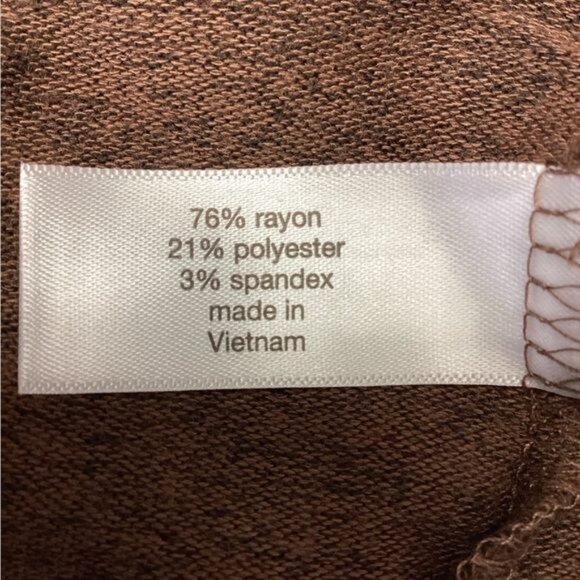 76% rayon
21% polyester
3% spandex
made in
Vietnam